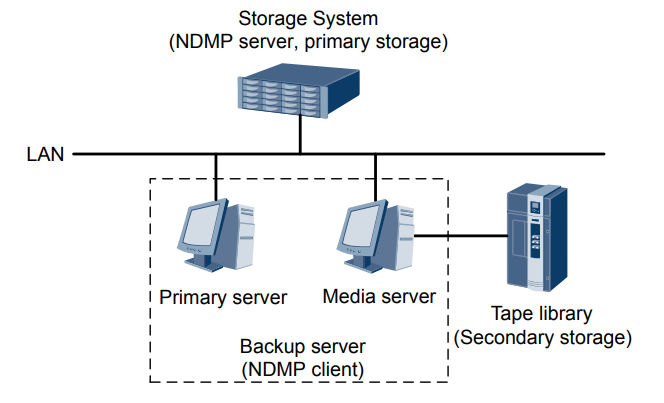 Storage System
(NDMP server, primary storage)
LAN
Primary server
Media server
Tape library
(Secondary storage)
Backup server
(NDMP client)